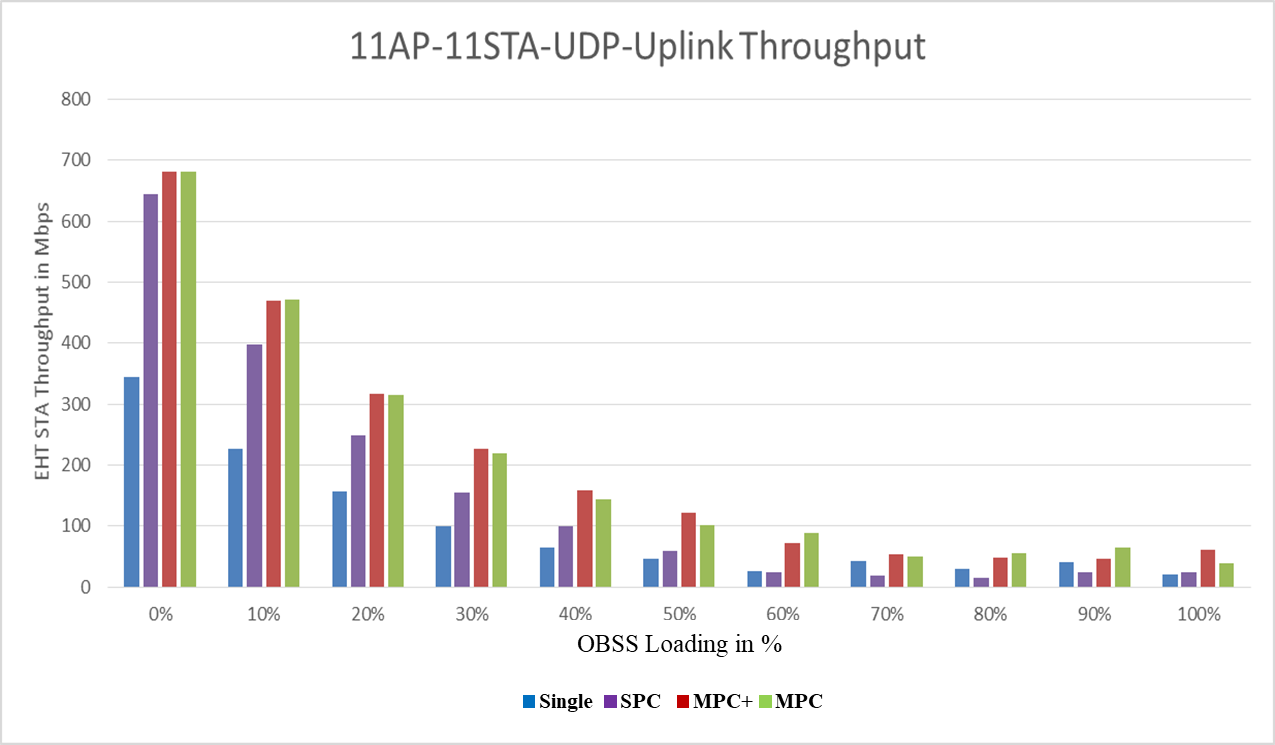 11AP-11STA-UDP-Uplink Throughput
EHT STA Throughput in Mbps
800
700
600
500
400
300
200
100
0
0% 10% 20% 30% 40% 50% 60% 70% 80% 90% 100%
OBSS Loading in %
Single SPC MPC+ MPC